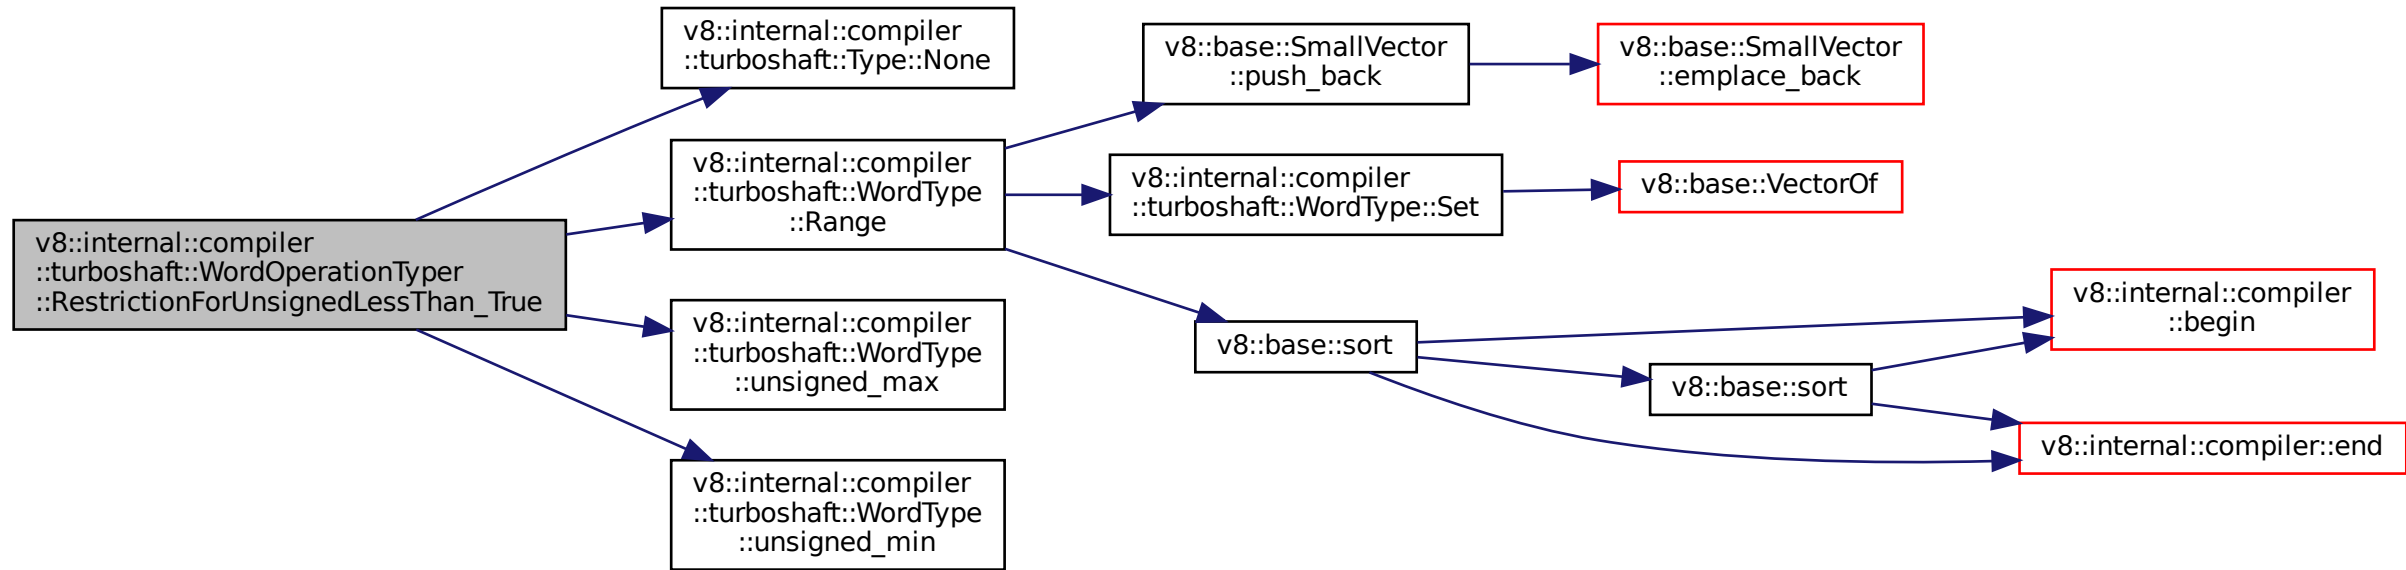 v8::internal::compiler
::turboshaft::WordOperationTyper
::RestrictionForUnsignedLessThan_True
v8::internal::compiler
::turboshaft::Type::None
v8::internal::compiler
::turboshaft::WordType
::Range
v8::internal::compiler
::turboshaft::WordType
::unsigned_max
v8::internal::compiler
::turboshaft::WordType
::unsigned_min
v8::base::SmallVector
::push_back
v8::internal::compiler
::turboshaft::WordType::Set
v8::base::sort
v8::base::SmallVector
::emplace_back
v8::base::VectorOf
v8::base::sort
v8::internal::compiler
::begin
v8::internal::compiler::end